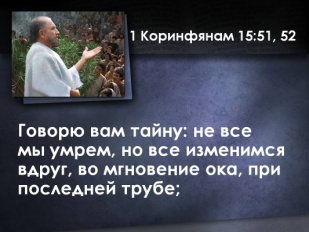 1 Коринфянам 15:51, 52
Говорю вам тайну: не все
мы умрем, но все изменимся
вдруг, во мгновение ока, при
последней трубе;